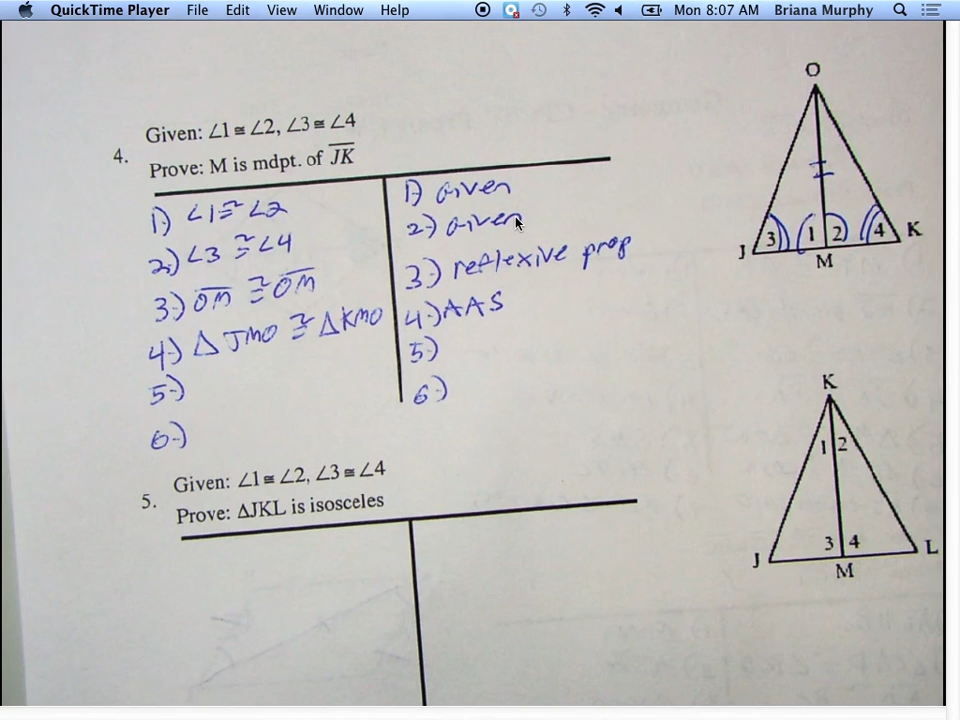 QuickTime Player File Edit View Window Help Mon 8:07 AM Briana Murphy
4. Given: ∠1 ≅ ∠2, ∠3 ≅ ∠4
Prove: M is mdpt. of JK
1) ∠1 ≅ ∠2
1) Given
2) ∠3 ≅ ∠4
2) Given
3) OM ≅ OM
3) reflexive prop
4) △ JMO ≅ △KMO
4) AAS
5)
5)
6)
6)
O
J 3 1 2 4 K
M
5. Given: ∠1 ≅ ∠2, ∠3 ≅ ∠4
Prove: ΔJKL is isosceles
K
1 2
3 4
J M L